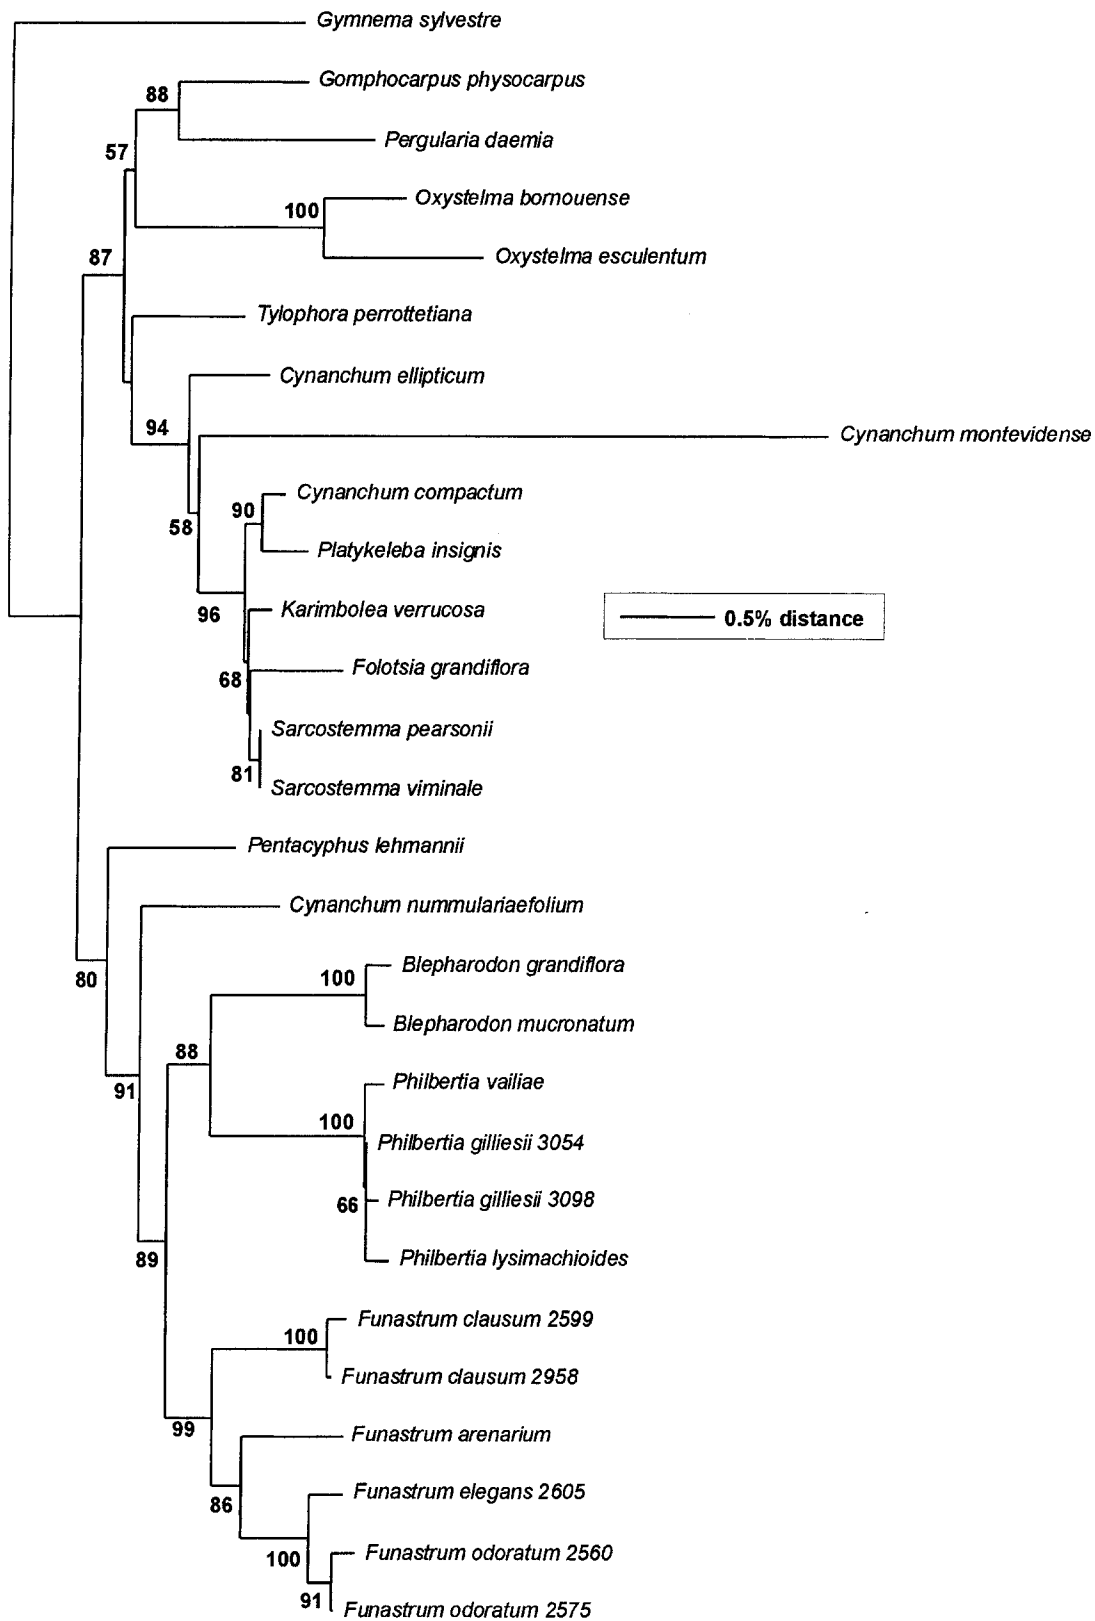 Gymnema sylvestre
Gomphocarpus physocarpus
88
Pergularia daemia
57
Oxystelma bornouense
100
Oxystelma esculentum
87
Tylophora perrottetiana
Cynanchum ellipticum
94
Cynanchum montevidense
Cynanchum compactum
90
58
Platykeleba insignis
Karimbolea verrucosa
96
0.5% distance
Folotsia grandiflora
68
Sarcostemma pearsonii
81
Sarcostemma viminale
Pentacyphus lehmannii
Cynanchum nummulariaefolium
Blepharodon grandiflora
80
100
Blepharodon mucronatum
88
Philbertia vailiae
91
100
Philbertia gilliesii 3054
Philbertia gilliesii 3098
66
Philbertia lysimachioides
89
Funastrum clausum 2599
100
Funastrum clausum 2958
99
Funastrum arenarium
Funastrum elegans 2605
86
Funastrum odoratum 2560
100
91
Funastrum odoratum 2575